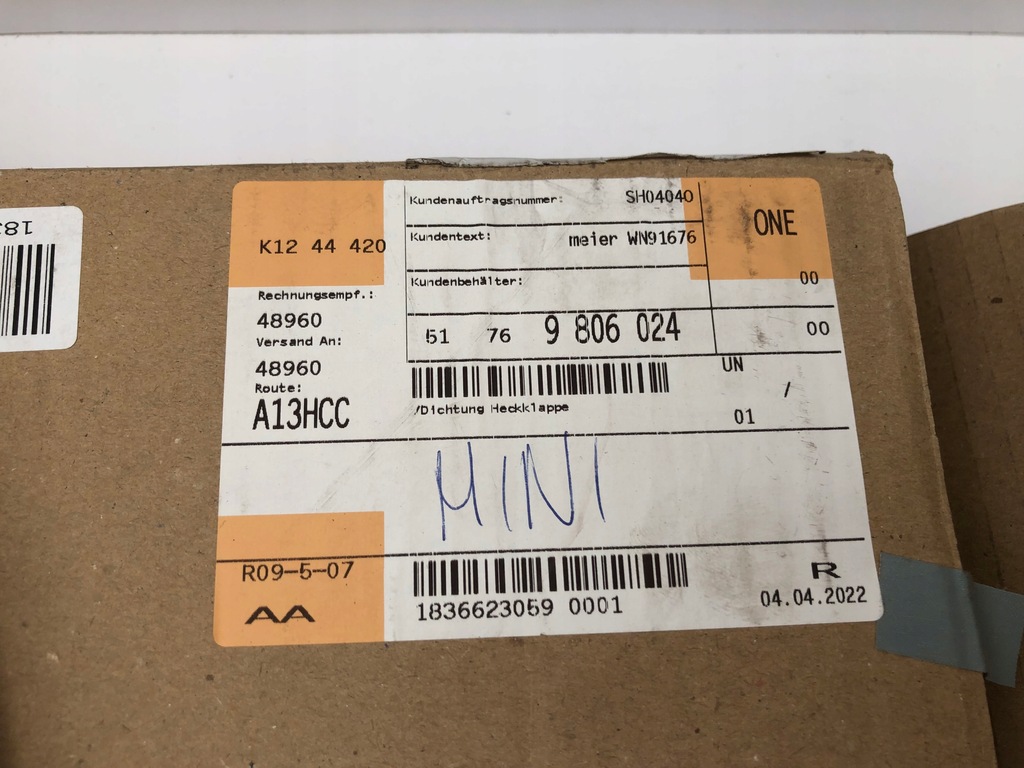 183
K12 44 420
Kundenauftragsnummer: SH04040
ONE
Kundentext: meier WN91676
Kundenbehälter:
00
Rechnungsempf.:
48960
51 76 9 806 024
00
Versand An:
48960
UN
/
Route:
A13HCC
/Dichtung Heckklappe
01
MINI
R09-5-07
R
AA
1836623059 0001
04.04.2022